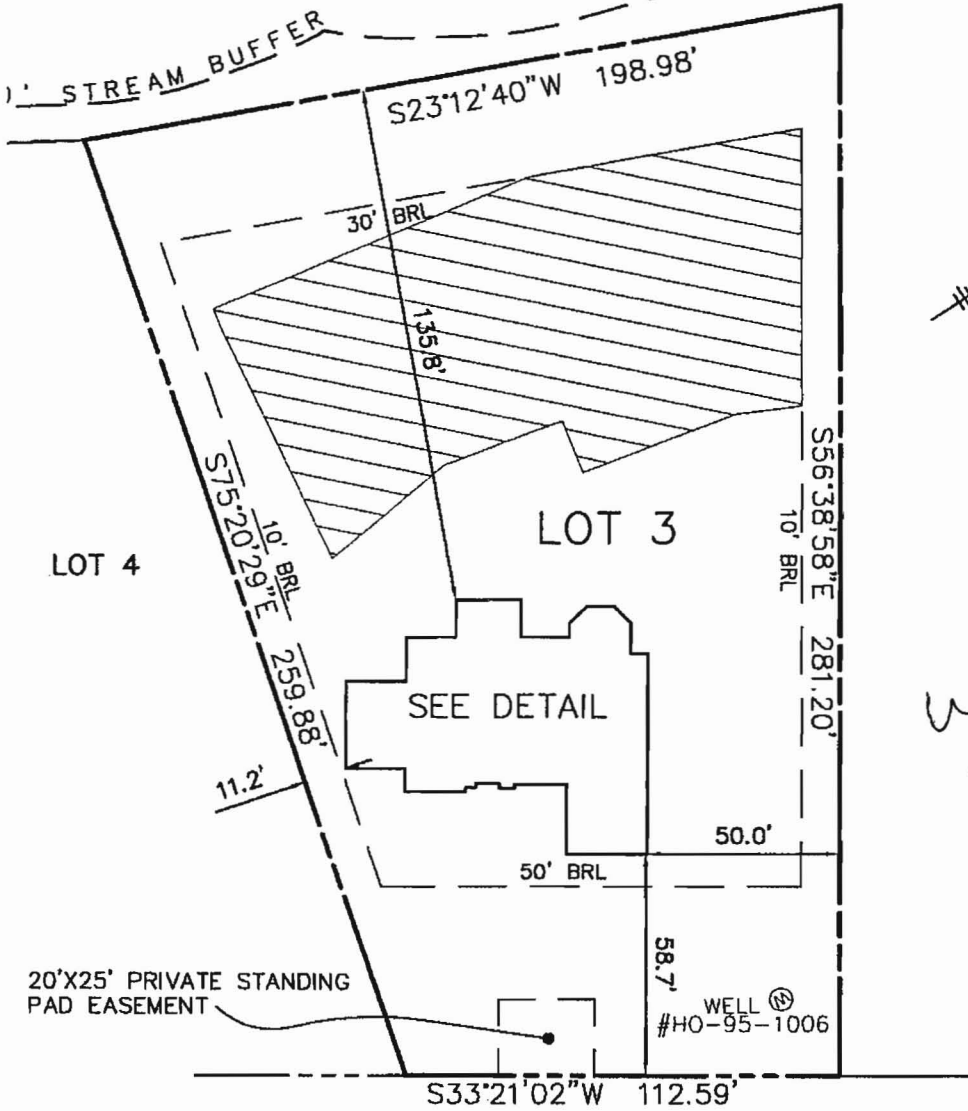 )' STREAM BUFFER
S23°12'40"W 198.98'
30' BRL
135.8'
S75°20'29"E 259.88'
10' BRL
S56°38'58"E 281.20'
10' BRL
LOT 3
LOT 4
SEE DETAIL
11.2'
50.0'
50' BRL
58.7'
20'X25' PRIVATE STANDING
PAD EASEMENT
WELL
#HO-95-1006
S33°21'02"W 112.59'